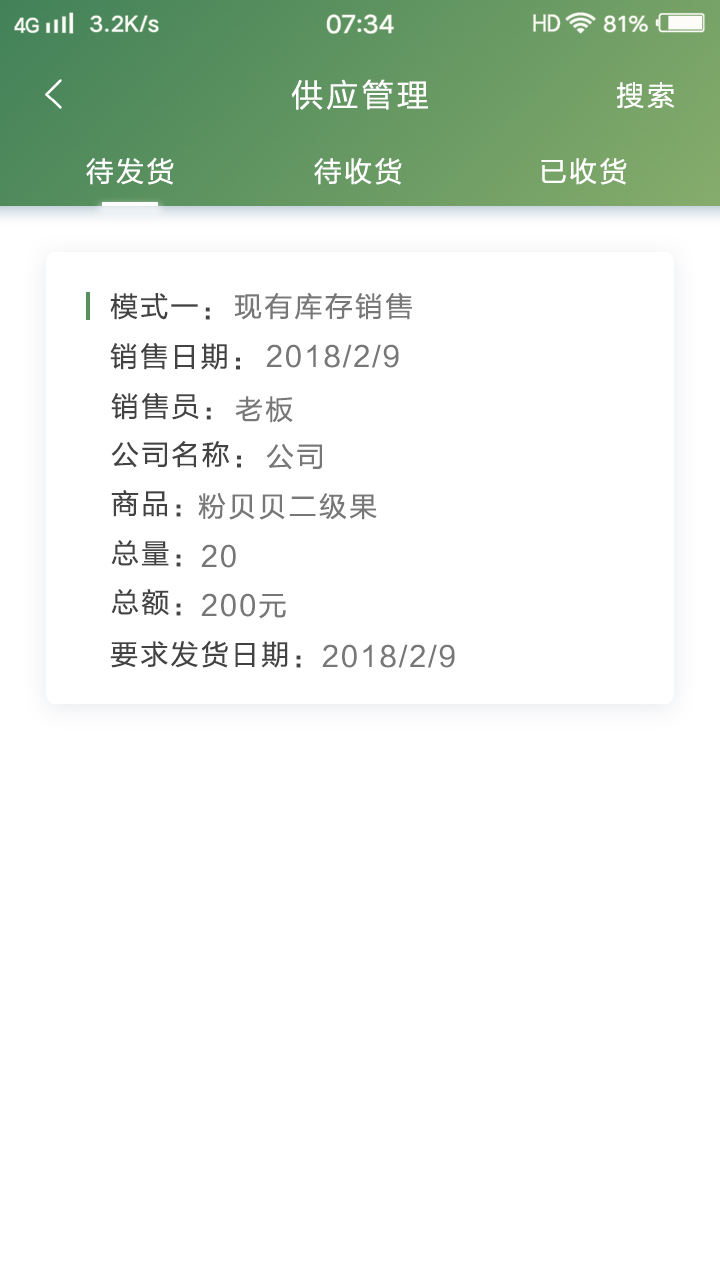 4G 3.2K/s 07:34 HD 81%
供应管理 搜索
待发货 待收货 已收货
模式一：现有库存销售
销售日期：2018/2/9
销售员：老板
公司名称：公司
商品：粉贝贝二级果
总量：20
总额：200元
要求发货日期：2018/2/9